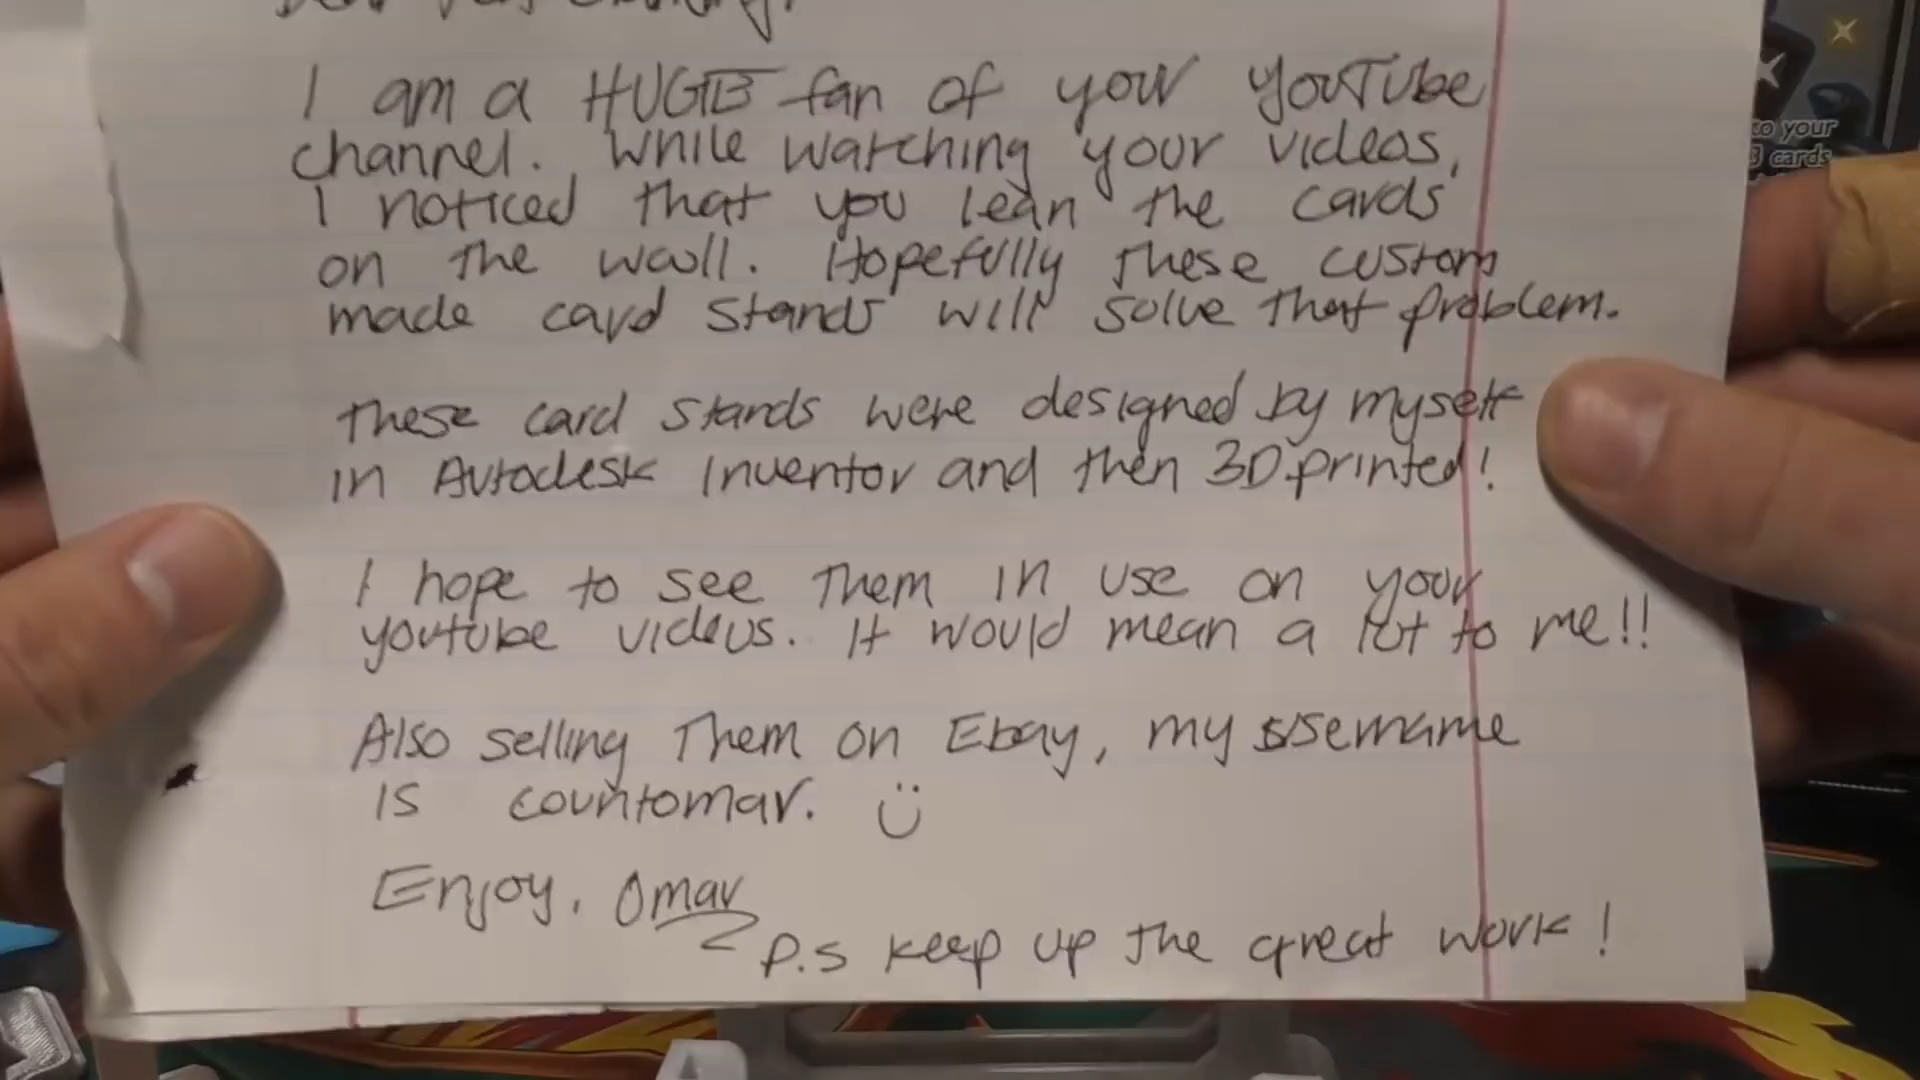 I am a HUGE fan of your YouTube
channel. While watching your videos,
I noticed that you lean the cards
on the wall. Hopefully these custom
made card stands will solve that problem.
These card stands were designed by myself
in Autodesk Inventor and then 3D printed!
I hope to see them in use on your
youtube videos. It would mean a lot to me!!
Also selling them on Ebay, my username
is countomar. :)
Enjoy, Omar
P.S keep up the great work!
to your
3 cards